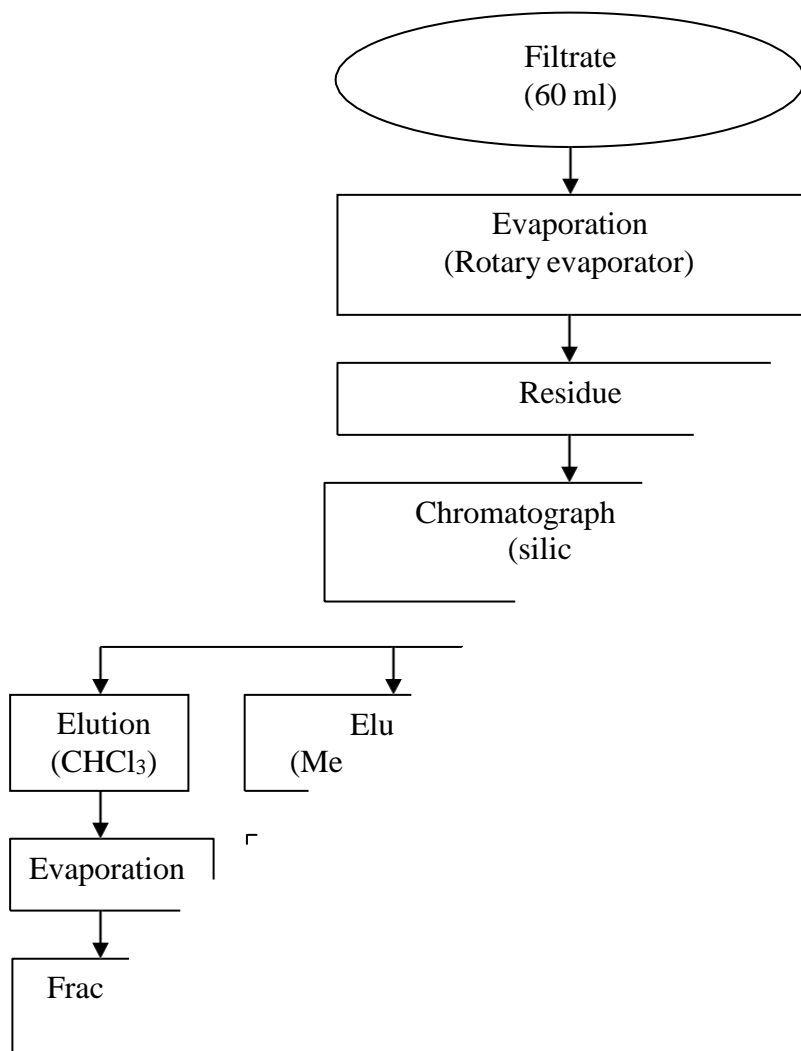 Filtrate
(60 ml)
Evaporation
(Rotary evaporator)
Residue
Chromatograph
(silic
Elution
(CHCl₃)
Elu
(Me
Evaporation
Frac